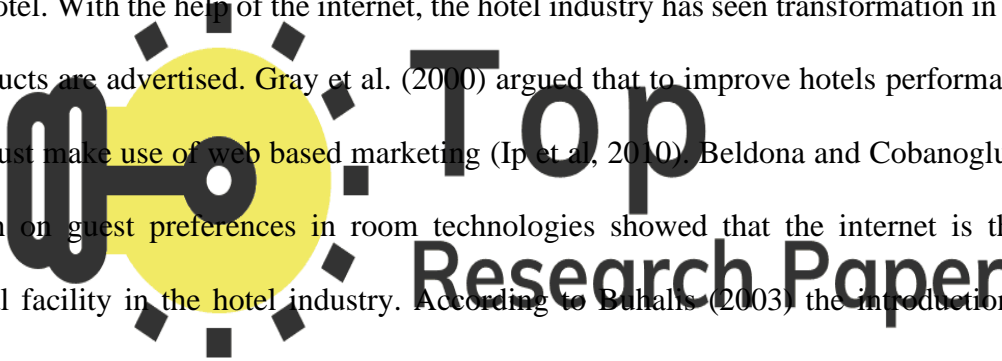 otel. With the help of the internet, the hotel industry has seen transformation in
ucts are advertised. Gray et al. (2000) argued that to improve hotels performa
ust make use of web based marketing (Ip et al, 2010). Beldona and Cobanoglu
n on guest preferences in room technologies showed that the internet is th
l facility in the hotel industry. According to Buhalis (2003) the introduction
Top
Research Paper